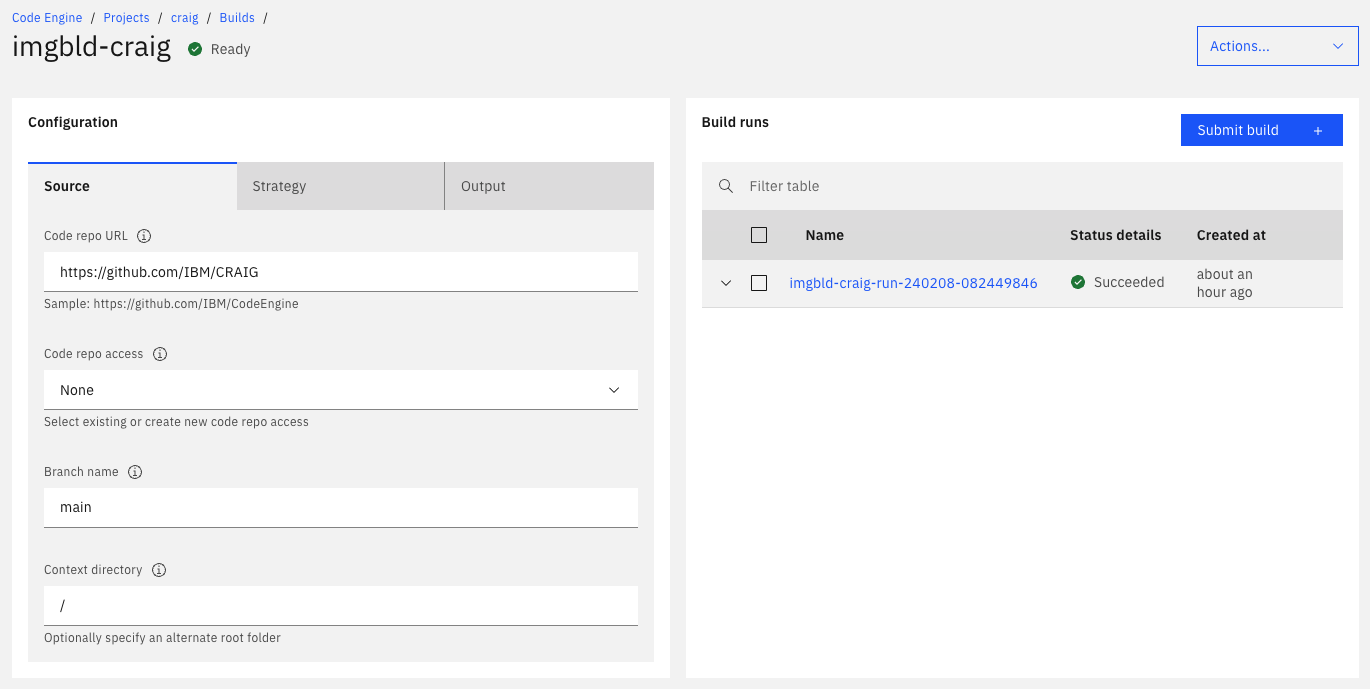 Code Engine / Projects / craig / Builds /
imgbld-craig Ready
Actions...
Configuration
Source Strategy Output
Code repo URL
https://github.com/IBM/CRAIG
Sample: https://github.com/IBM/CodeEngine
Code repo access
None
Select existing or create new code repo access
Branch name
main
Context directory
/
Optionally specify an alternate root folder
Build runs
Submit build +
Filter table
Name Status details Created at
imgbld-craig-run-240208-082449846 Succeeded about an
hour ago